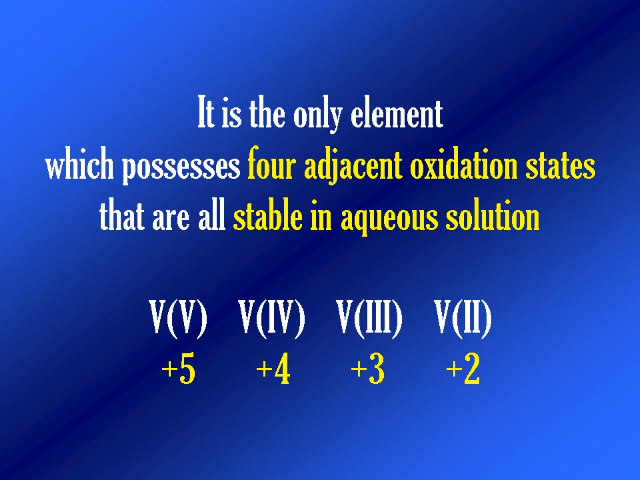 It is the only element
which possesses four adjacent oxidation states
that are all stable in aqueous solution
V(V) V(IV) V(III) V(II)
+5 +4 +3 +2